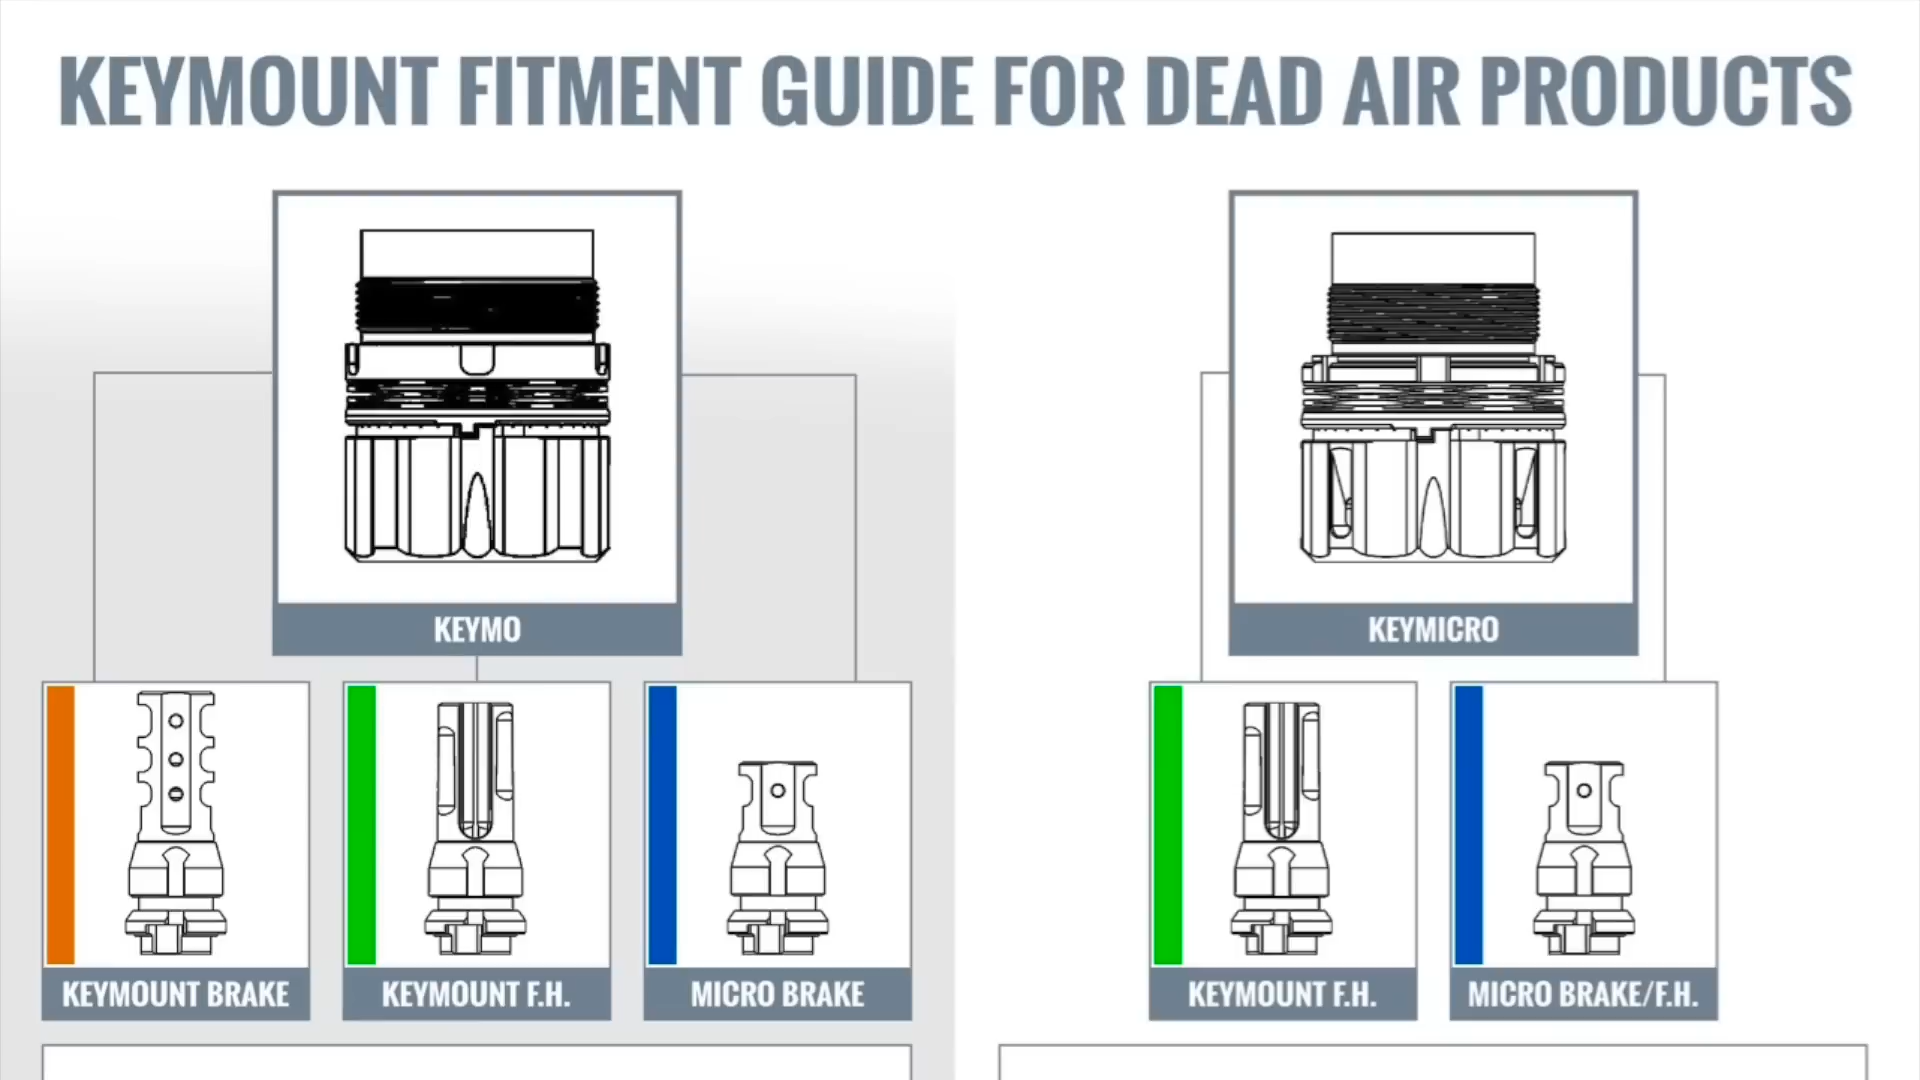 KEYMOUNT FITMENT GUIDE FOR DEAD AIR PRODUCTS
KEYMO
KEYMICRO
KEYMOUNT BRAKE
KEYMOUNT F.H.
MICRO BRAKE
KEYMOUNT F.H.
MICRO BRAKE/F.H.